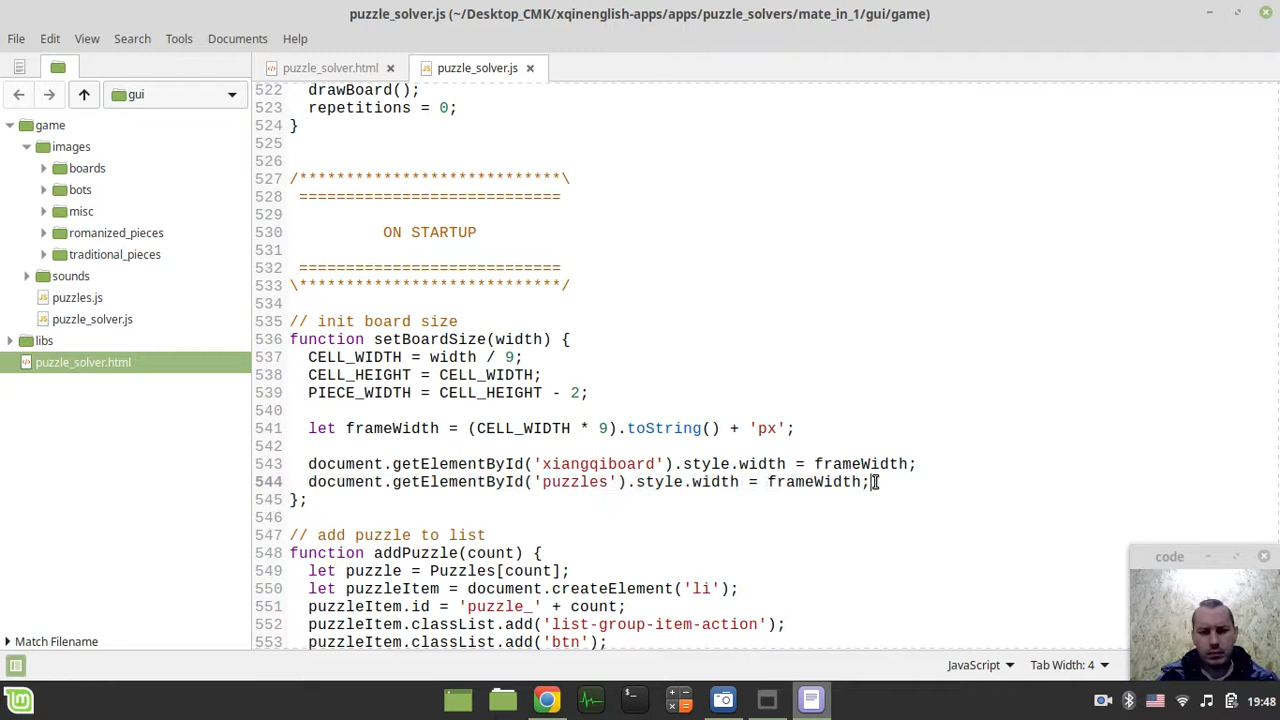 puzzle_solver.js (~/Desktop_CMK/xqinenglish-apps/apps/puzzle_solvers/mate_in_1/gui/game)
File Edit View Search Tools Documents Help
puzzle_solver.html
puzzle_solver.js
gui
game
images
boards
bots
misc
romanized_pieces
traditional_pieces
sounds
puzzles.js
puzzle_solver.js
libs
puzzle_solver.html
Match Filename
522 drawBoard();
523 repetitions = 0;
524 }
525
526
527 /****************************\
528 ============================
529
530 ON STARTUP
531
532 ============================
533 \****************************/
534
535 // init board size
536 function setBoardSize(width) {
537 CELL_WIDTH = width / 9;
538 CELL_HEIGHT = CELL_WIDTH;
539 PIECE_WIDTH = CELL_HEIGHT - 2;
540
541 let frameWidth = (CELL_WIDTH * 9).toString() + 'px';
542
543 document.getElementById('xiangqiboard').style.width = frameWidth;
544 document.getElementById('puzzles').style.width = frameWidth;
545 };
546
547 // add puzzle to list
548 function addPuzzle(count) {
549 let puzzle = Puzzles[count];
550 let puzzleItem = document.createElement('li');
551 puzzleItem.id = 'puzzle_' + count;
552 puzzleItem.classList.add('list-group-item-action');
553 puzzleItem.classList.add('btn');
code
JavaScript
Tab Width: 4
19:48